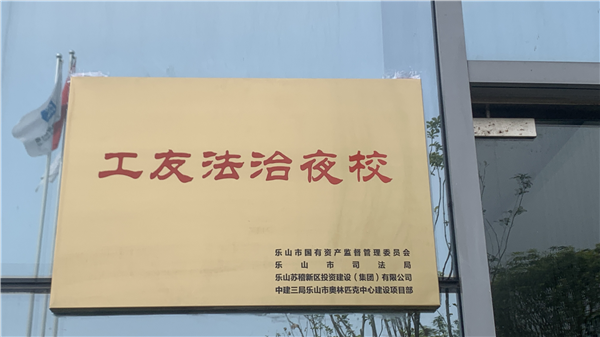 工友法治夜校
乐山市国有资产监督管理委员会
乐山市司法局
乐山苏稽新区投资建设（集团）有限公司
中建三局乐山市奥林匹克中心建设项目部